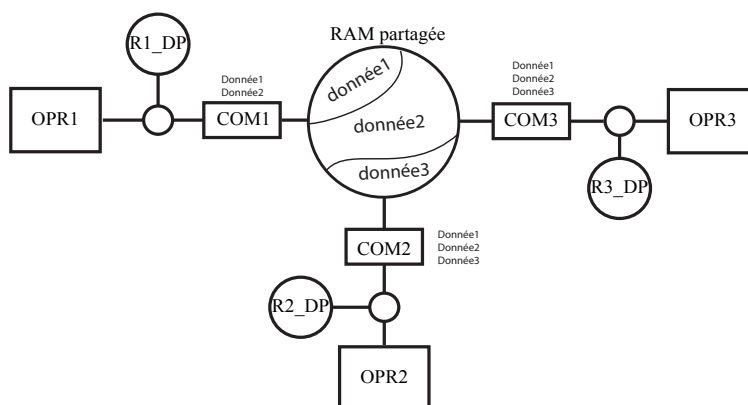 RAM partagée
R1_DP
Donnée1
Donnée2
OPR1
COM1
donnée1
donnée2
donnée3
Donnée1
Donnée2
Donnée3
COM3
OPR3
R3_DP
COM2
Donnée1
Donnée2
Donnée3
R2_DP
OPR2